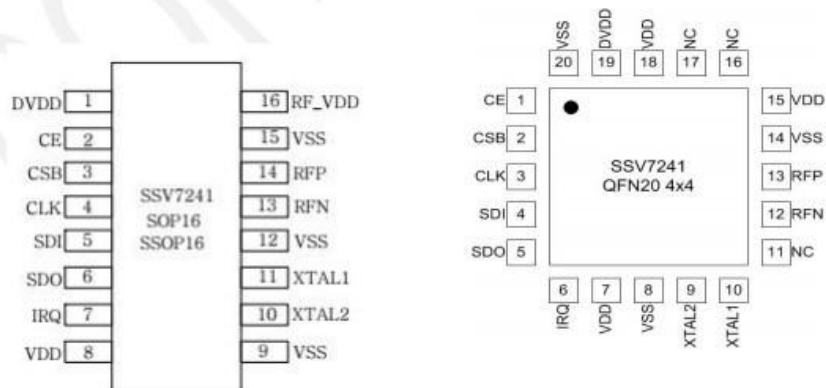 DVDD 1
CE 2
CSB 3
CLK 4
SDI 5
SDO 6
IRQ 7
VDD 8
SSV7241
SOP16
SSOP16
16 RF_VDD
15 VSS
14 RFP
13 RFN
12 VSS
11 XTAL1
10 XTAL2
9 VSS
VSS DVDD VDD NC NC
20 19 18 17 16
CE 1
CSB 2
CLK 3
SDI 4
SDO 5
SSV7241
QFN20 4x4
15 VDD
14 VSS
13 RFP
12 RFN
11 NC
6 7 8 9 10
IRQ VDD VSS XTAL2 XTAL1